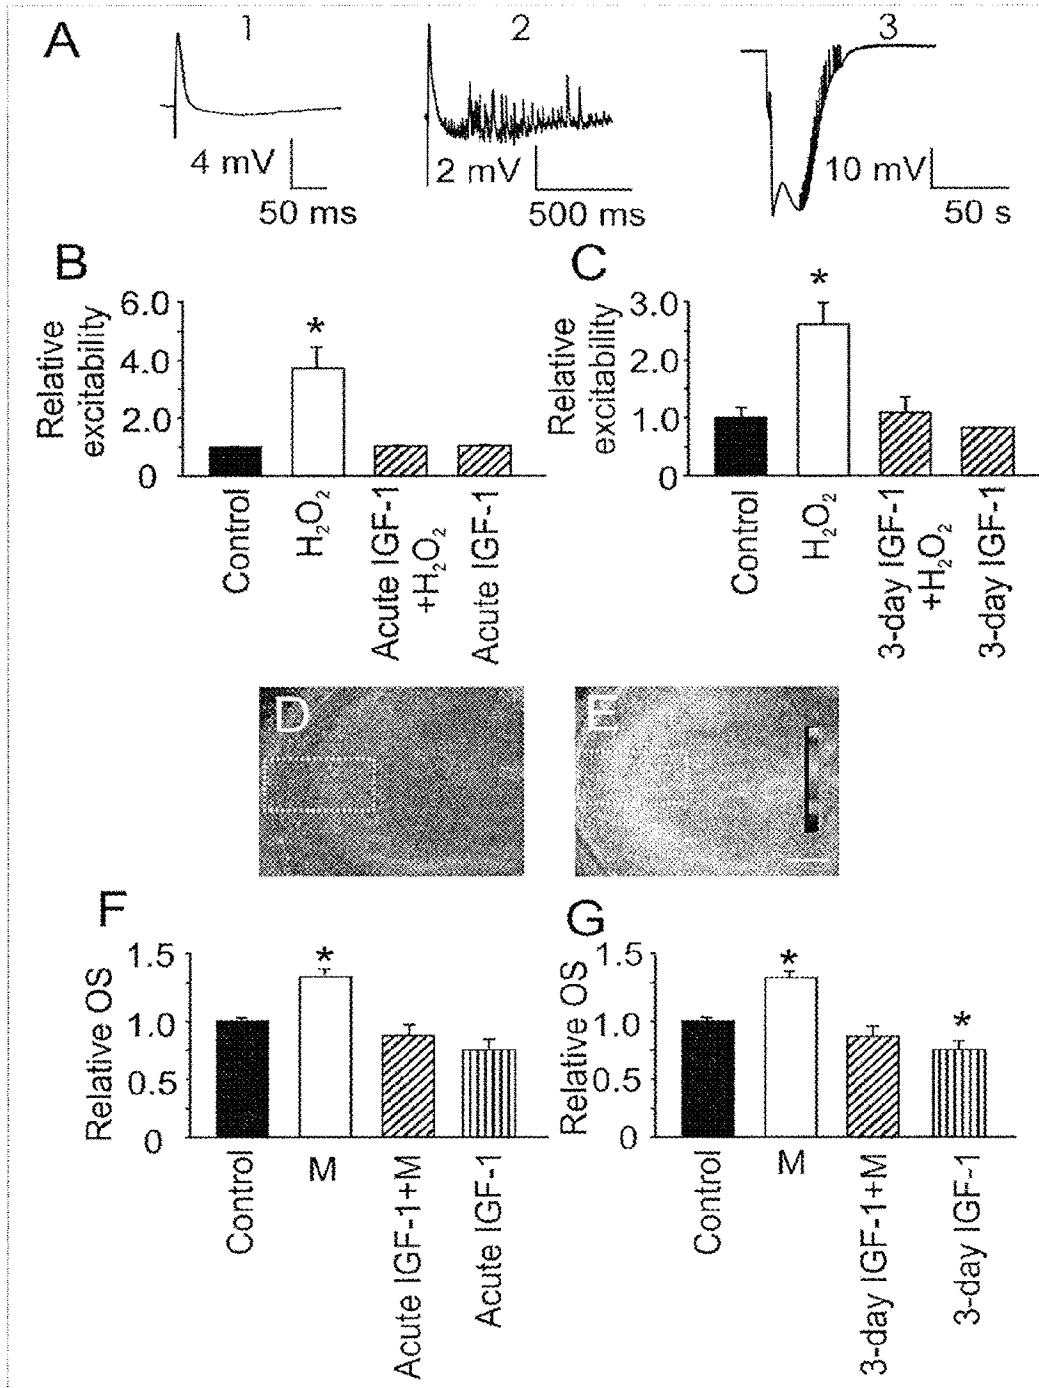 A
1
2
3
4 mV
50 ms
2 mV
500 ms
10 mV
50 s
B
Relative
excitability
6.0
4.0
2.0
0
*
Control
H₂O₂
Acute IGF-1
+H₂O₂
Acute IGF-1
C
Relative
excitability
3.0
2.0
1.0
0
*
Control
H₂O₂
3-day IGF-1
+H₂O₂
3-day IGF-1
D
E
F
Relative OS
1.5
1.0
0.5
0
*
Control
M
Acute IGF-1+M
Acute IGF-1
G
Relative OS
1.5
1.0
0.5
0
*
*
Control
M
3-day IGF-1+M
3-day IGF-1